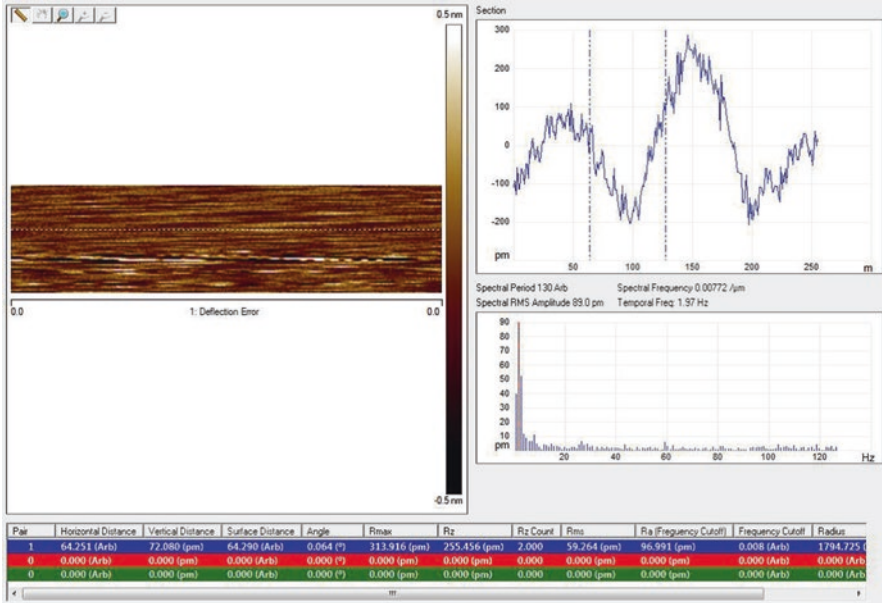 0.5 nm
-0.5 nm
0.0 1: Deflection Error 0.0
Section
300
200
100
0
-100
-200
pm
50 100 150 200 250 m
Spectral Period 130 Arb Spectral Frequency 0.00772 /µm
Spectral RMS Amplitude 89.0 pm Temporal Freq: 1.97 Hz
90
80
70
60
50
40
30
20
10
pm
20 40 60 80 100 120 Hz
Pair Horizontal Distance Vertical Distance Surface Distance Angle Rmax Rz Rz Count Rms Ra (Freguency Cutoff) Frequency Cutoff Radius
1 64.251 (Arb) 72.080 (pm) 64.290 (Arb) 0.064 (º) 313.916 (pm) 255.456 (pm) 2.000 59.264 (pm) 96.991 (pm) 0.008 (Arb) 1794.725 (
0 0.000 (Arb) 0.000 (pm) 0.000 (Arb) 0.000 (º) 0.000 (pm) 0.000 (pm) 0.000 0.000 (pm) 0.000 (pm) 0.000 (Arb) 0.000 (Arb
0 0.000 (Arb) 0.000 (pm) 0.000 (Arb) 0.000 (º) 0.000 (pm) 0.000 (pm) 0.000 0.000 (pm) 0.000 (pm) 0.000 (Arb) 0.000 (Arb